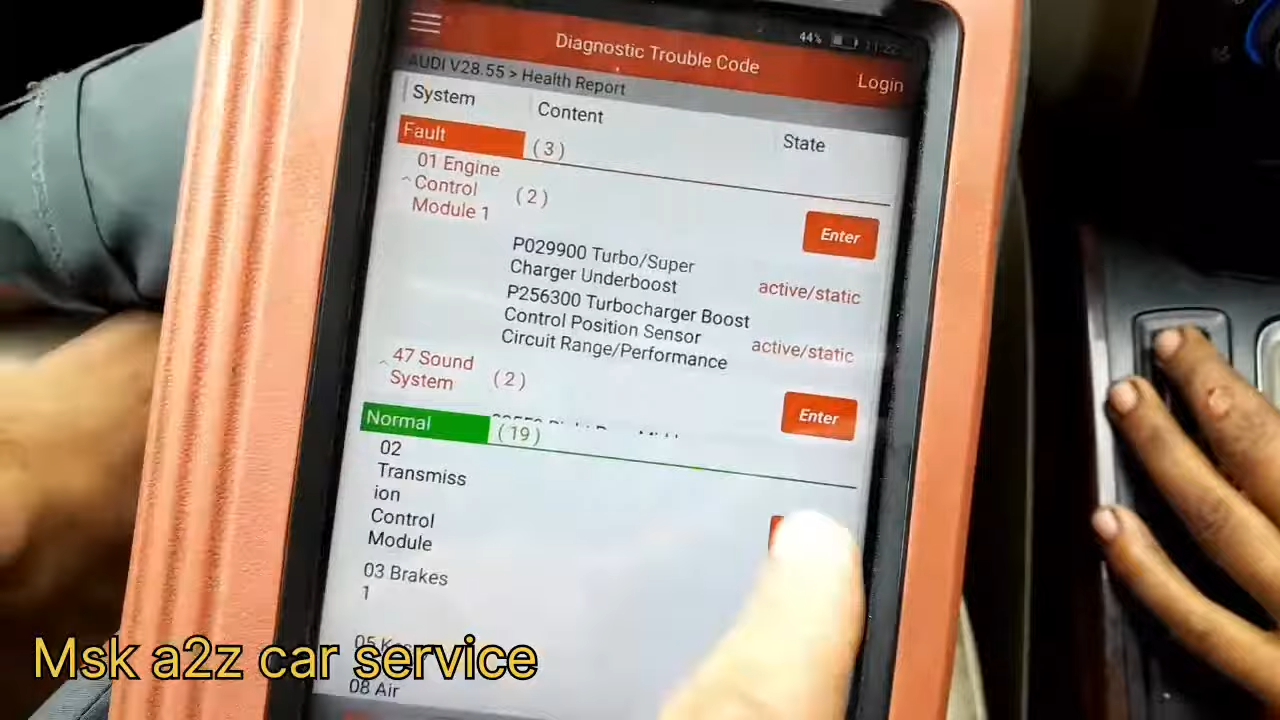 44% 11:22
Diagnostic Trouble Code
Login
AUDI V28.55 > Health Report
System Content State
Fault (3)
01 Engine
Control (2)
Module 1
Enter
P029900 Turbo/Super
Charger Underboost active/static
P256300 Turbocharger Boost
Control Position Sensor
Circuit Range/Performance active/static
47 Sound
System (2)
Enter
Normal (19)
02
Transmiss
ion
Control
Module
03 Brakes
1
05
08 Air
Msk a2z car service